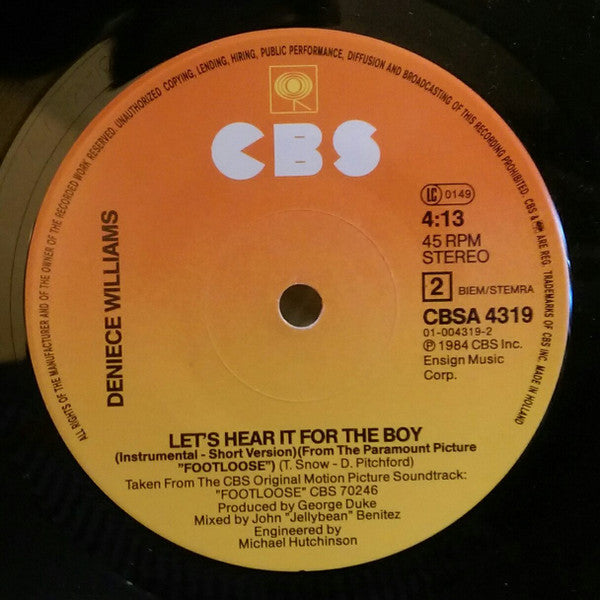 ALL RIGHTS OF THE MANUFACTURER AND OF THE OWNER OF THE RECORDED WORK RESERVED. UNAUTHORIZED COPYING, LENDING, HIRING, PUBLIC PERFORMANCE, DIFFUSION AND BROADCASTING OF THIS RECORDING PROHIBITED. CBS & ARE REG. TRADEMARKS OF CBS INC. MADE IN HOLLAND
CBS
DENIECE WILLIAMS
LC 0149
4:13
45 RPM
STEREO
2 BIEM/STEMRA
CBSA 4319
01-004319-2
Ⓟ 1984 CBS Inc.
Ensign Music
Corp.
LET'S HEAR IT FOR THE BOY
(Instrumental - Short Version)(From The Paramount Picture
"FOOTLOOSE") (T. Snow - D. Pitchford)
Taken From The CBS Original Motion Picture Soundtrack:
"FOOTLOOSE" CBS 70246
Produced by George Duke
Mixed by John "Jellybean" Benitez
Engineered by
Michael Hutchinson